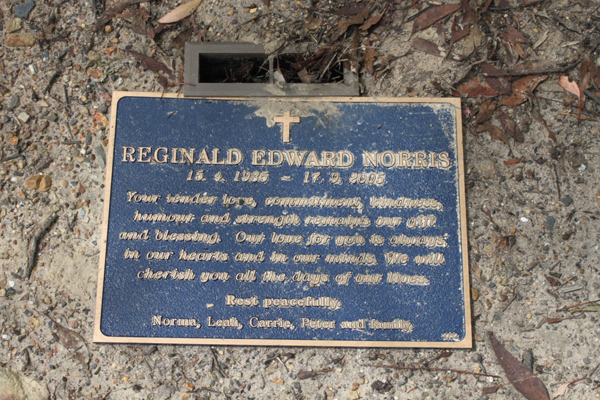 REGINALD EDWARD NORRIS
Your tender love, commitment, kindness,
humour and strength remains our gift
and blessing. Our love for you is always,
in our hearts and in our minds. We will
cherish you all the days of our lives.
Rest peacefully.
Norma, Leah, Carrie, Peter and family.